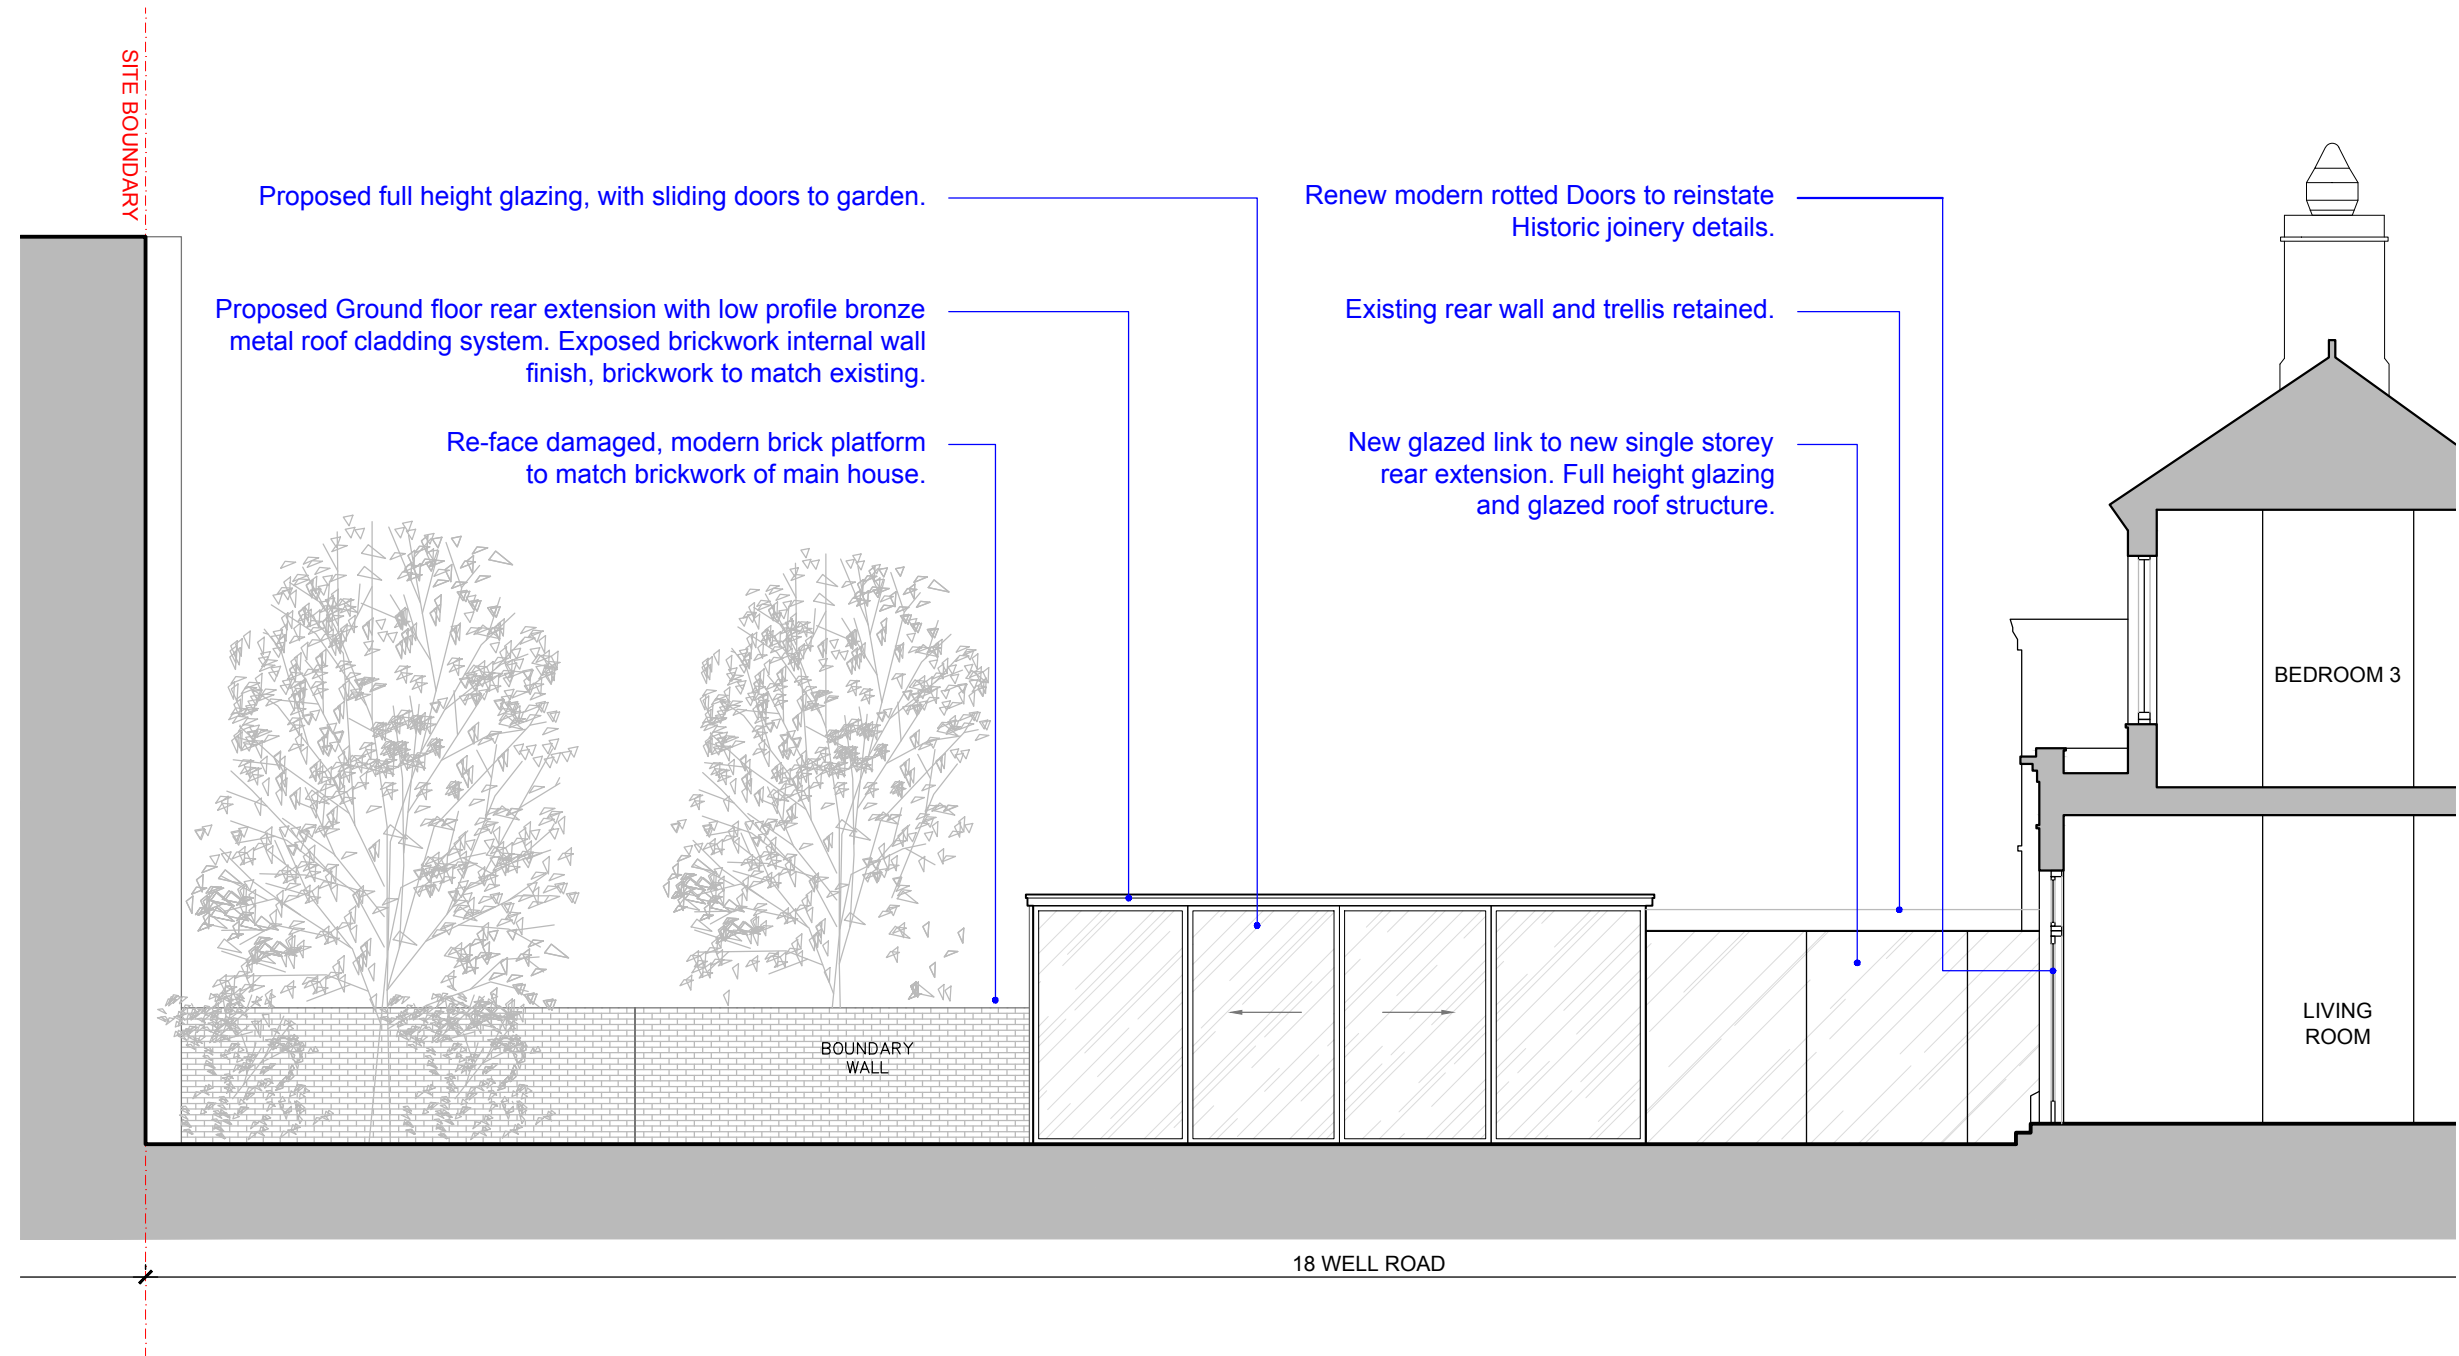 SITE BOUNDARY
Proposed full height glazing, with sliding doors to garden.
Proposed Ground floor rear extension with low profile bronze
metal roof cladding system. Exposed brickwork internal wall
finish, brickwork to match existing.
Re-face damaged, modern brick platform
to match brickwork of main house.
Renew modern rotted Doors to reinstate
Historic joinery details.
Existing rear wall and trellis retained.
New glazed link to new single storey
rear extension. Full height glazing
and glazed roof structure.
BEDROOM 3
LIVING
ROOM
BOUNDARY
WALL
18 WELL ROAD